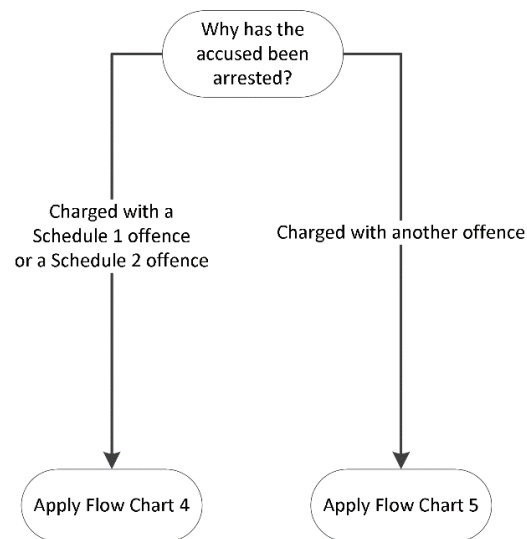 Why has the
accused been
arrested?
Charged with a
Schedule 1 offence
or a Schedule 2 offence
Charged with another offence
Apply Flow Chart 4
Apply Flow Chart 5